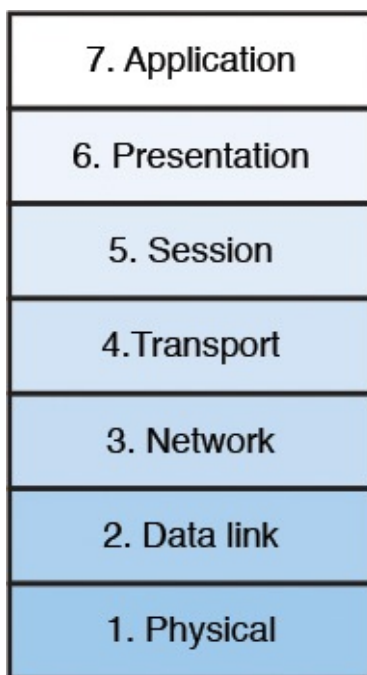 7. Application
6. Presentation
5. Session
4.Transport
3. Network
2. Data link
1. Physical